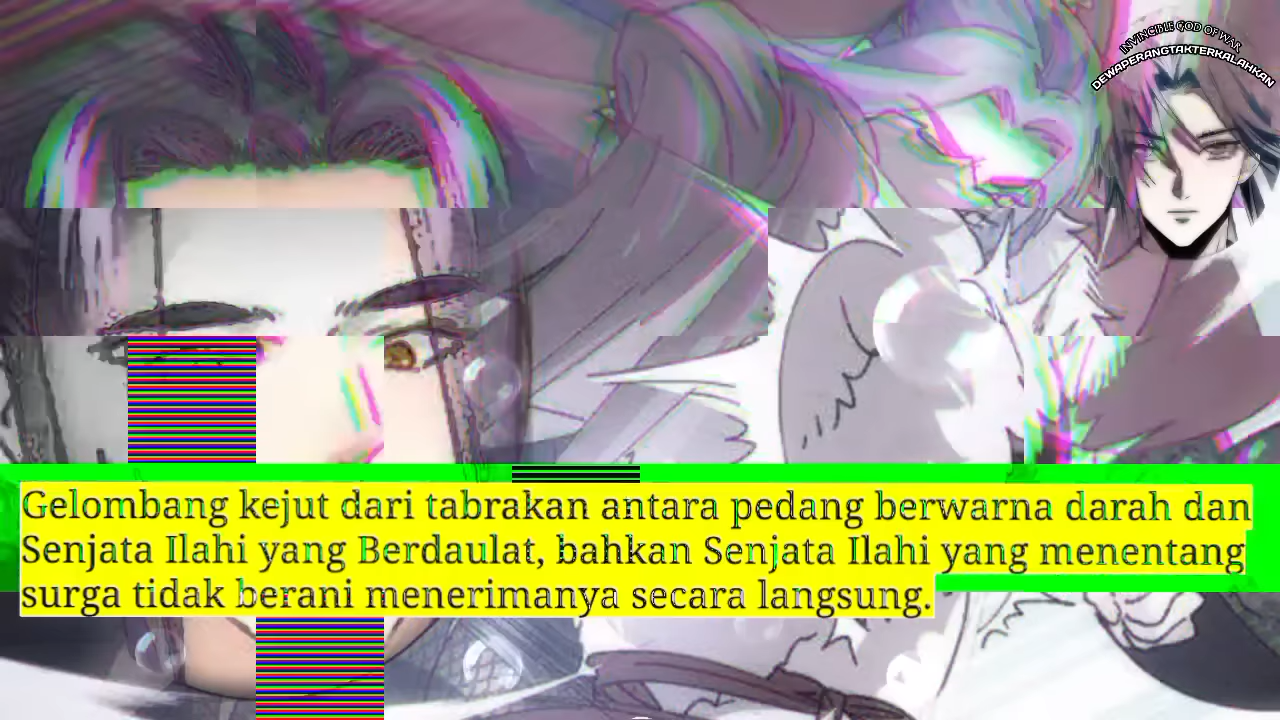 INVINCIBLE GOD OF WAR
DEWAPERANGTAKTERKALAHKAN
Gelombang kejut dari tabrakan antara pedang berwarna darah dan
Senjata Ilahi yang Berdaulat, bahkan Senjata Ilahi yang menentang
surga tidak berani menerimanya secara langsung.